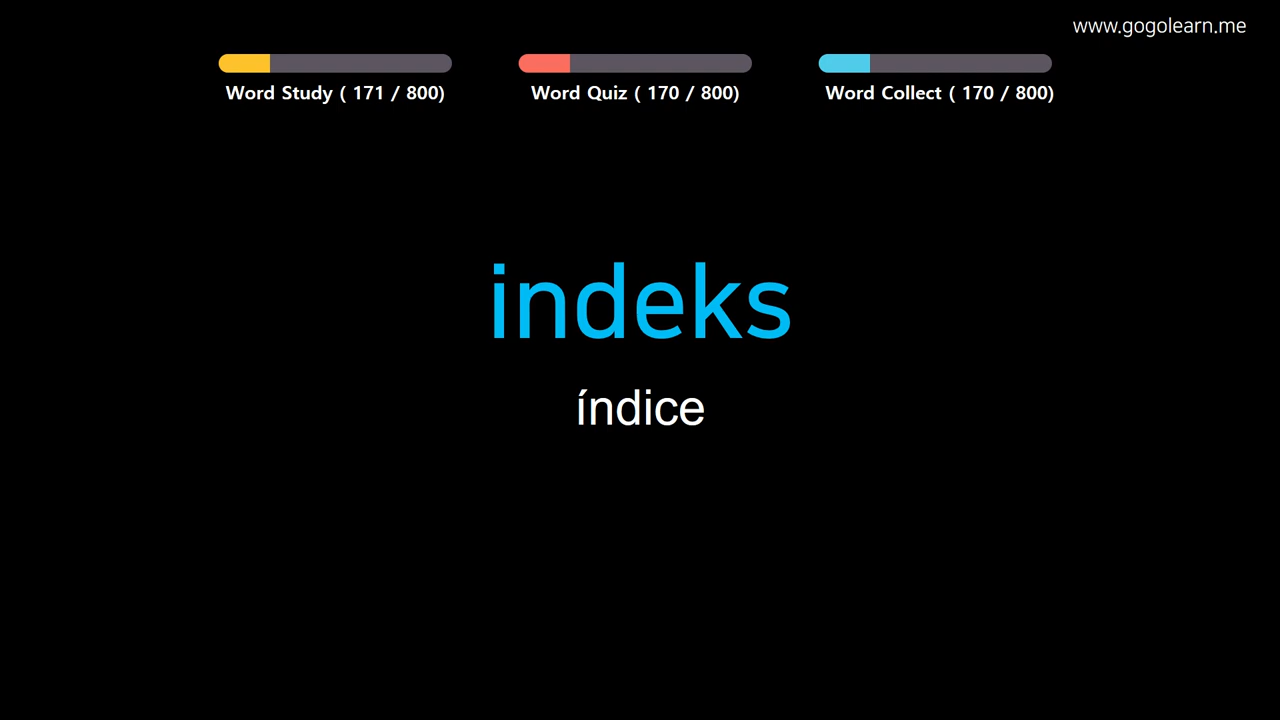 www.gogolearn.me
Word Study ( 171 / 800)
Word Quiz ( 170 / 800)
Word Collect ( 170 / 800)
indeks
índice